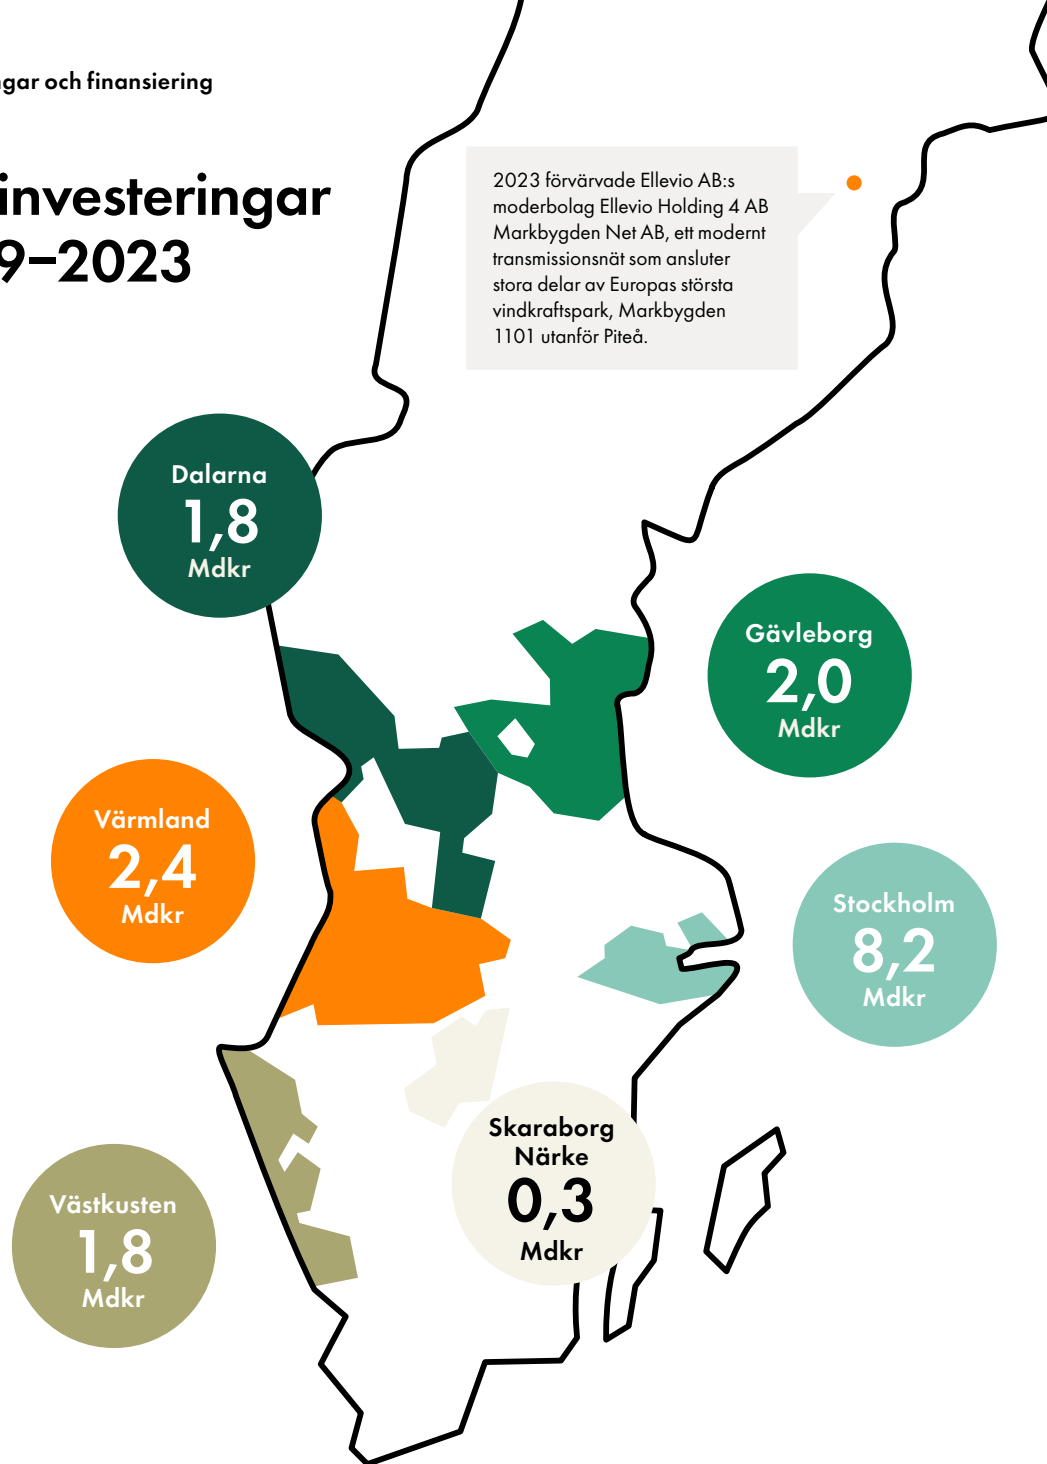 gar och finansiering
investeringar
9–2023
2023 förvärvade Ellevio AB:s
moderbolag Ellevio Holding 4 AB
Markbygden Net AB, ett modernt
transmissionsnät som ansluter
stora delar av Europas största
vindkraftspark, Markbygden
1101 utanför Piteå.
Dalarna
1,8
Mdkr
Gävleborg
2,0
Mdkr
Värmland
2,4
Mdkr
Stockholm
8,2
Mdkr
Skaraborg
Närke
0,3
Mdkr
Västkusten
1,8
Mdkr